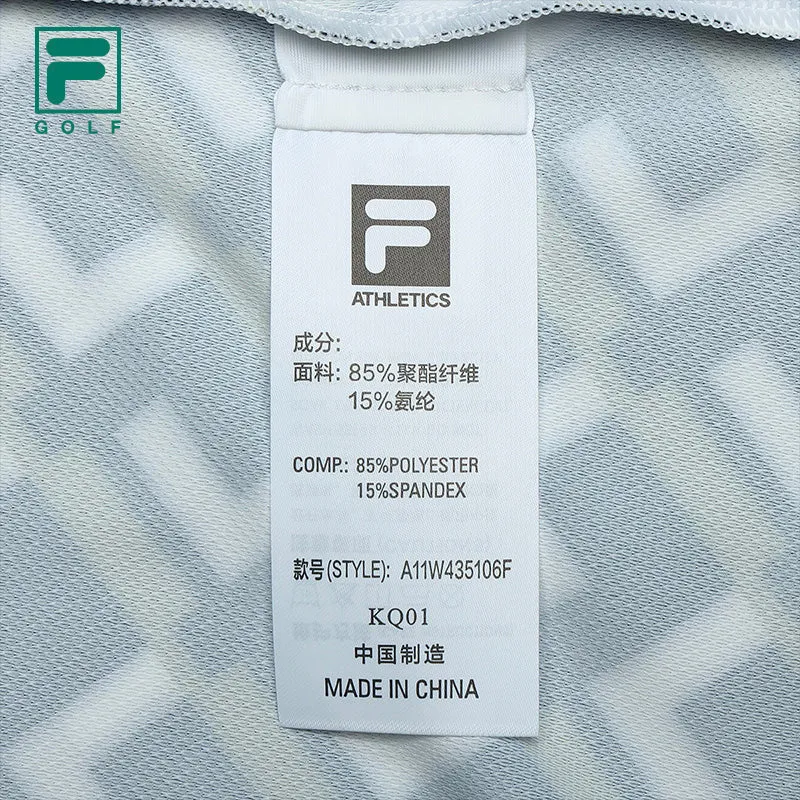 F
GOLF
F
ATHLETICS
成分:
面料: 85%聚酯纤维
15%氨纶
COMP.: 85%POLYESTER
15%SPANDEX
款号(STYLE): A11W435106F
KQ01
中国制造
MADE IN CHINA